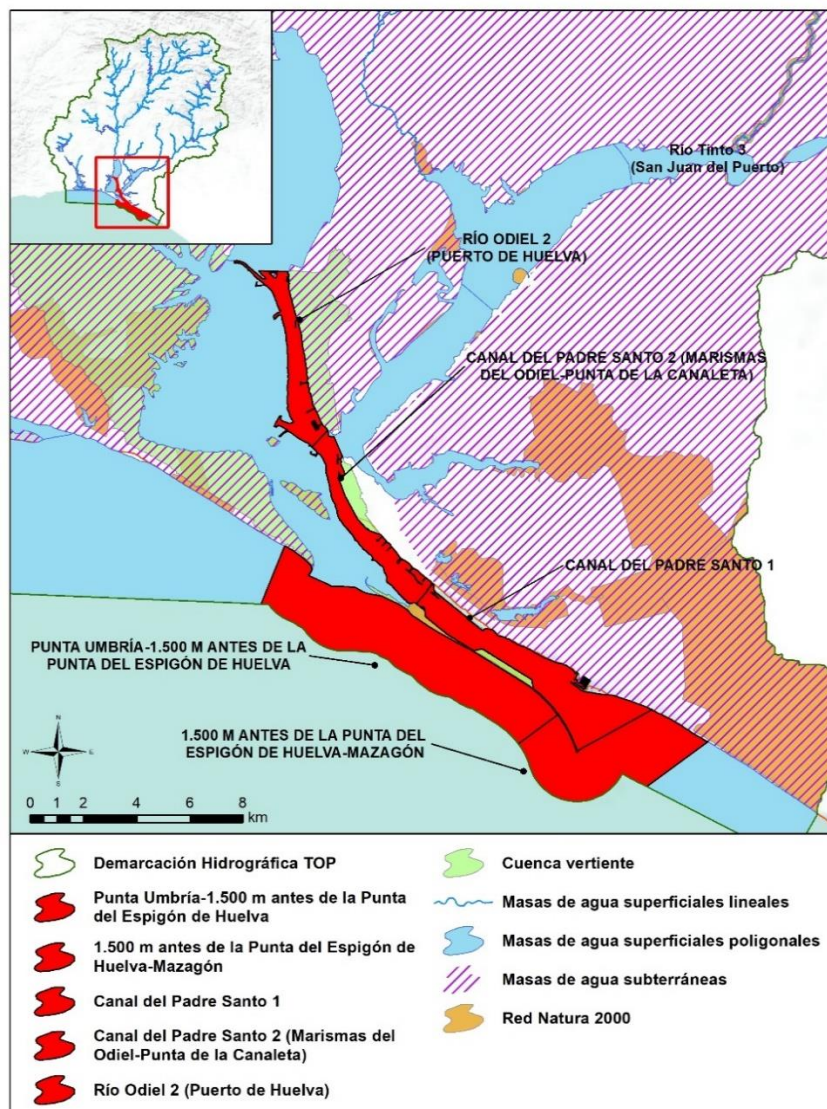 Río Tinto 3
(San Juan del Puerto)
RÍO ODIEL 2
(PUERTO DE HUELVA)
CANAL DEL PADRE SANTO 2 (MARISMAS
DEL ODIEL-PUNTA DE LA CANALETA)
CANAL DEL PADRE SANTO 1
PUNTA UMBRÍA-1.500 M ANTES DE LA
PUNTA DEL ESPIGÓN DE HUELVA
1.500 M ANTES DE LA PUNTA DEL
ESPIGÓN DE HUELVA-MAZAGÓN
N
W E
S
0 1 2 4 6 8
km
Demarcación Hidrográfica TOP
Punta Umbría-1.500 m antes de la Punta
del Espigón de Huelva
1.500 m antes de la Punta del Espigón de
Huelva-Mazagón
Canal del Padre Santo 1
Canal del Padre Santo 2 (Marismas del
Odiel-Punta de la Canaleta)
Río Odiel 2 (Puerto de Huelva)
Cuenca vertiente
Masas de agua superficiales lineales
Masas de agua superficiales poligonales
Masas de agua subterráneas
Red Natura 2000